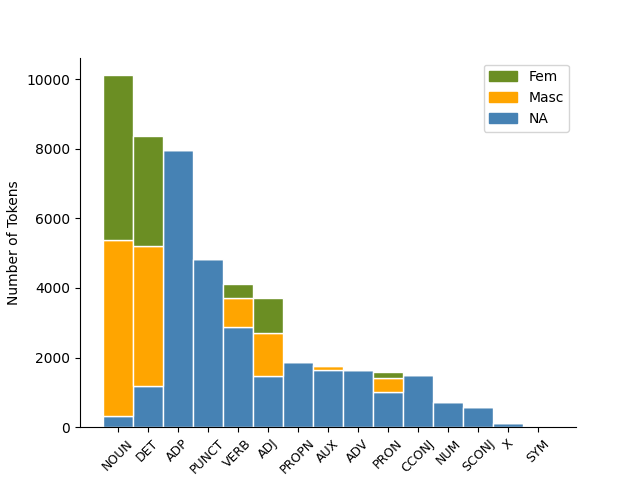 Fem
Masc
NA
10000
8000
6000
4000
2000
0
Number of Tokens
NOUN
DET
ADP
PUNCT
VERB
ADJ
PROPN
AUX
ADV
PRON
CCONJ
NUM
SCONJ
X
SYM